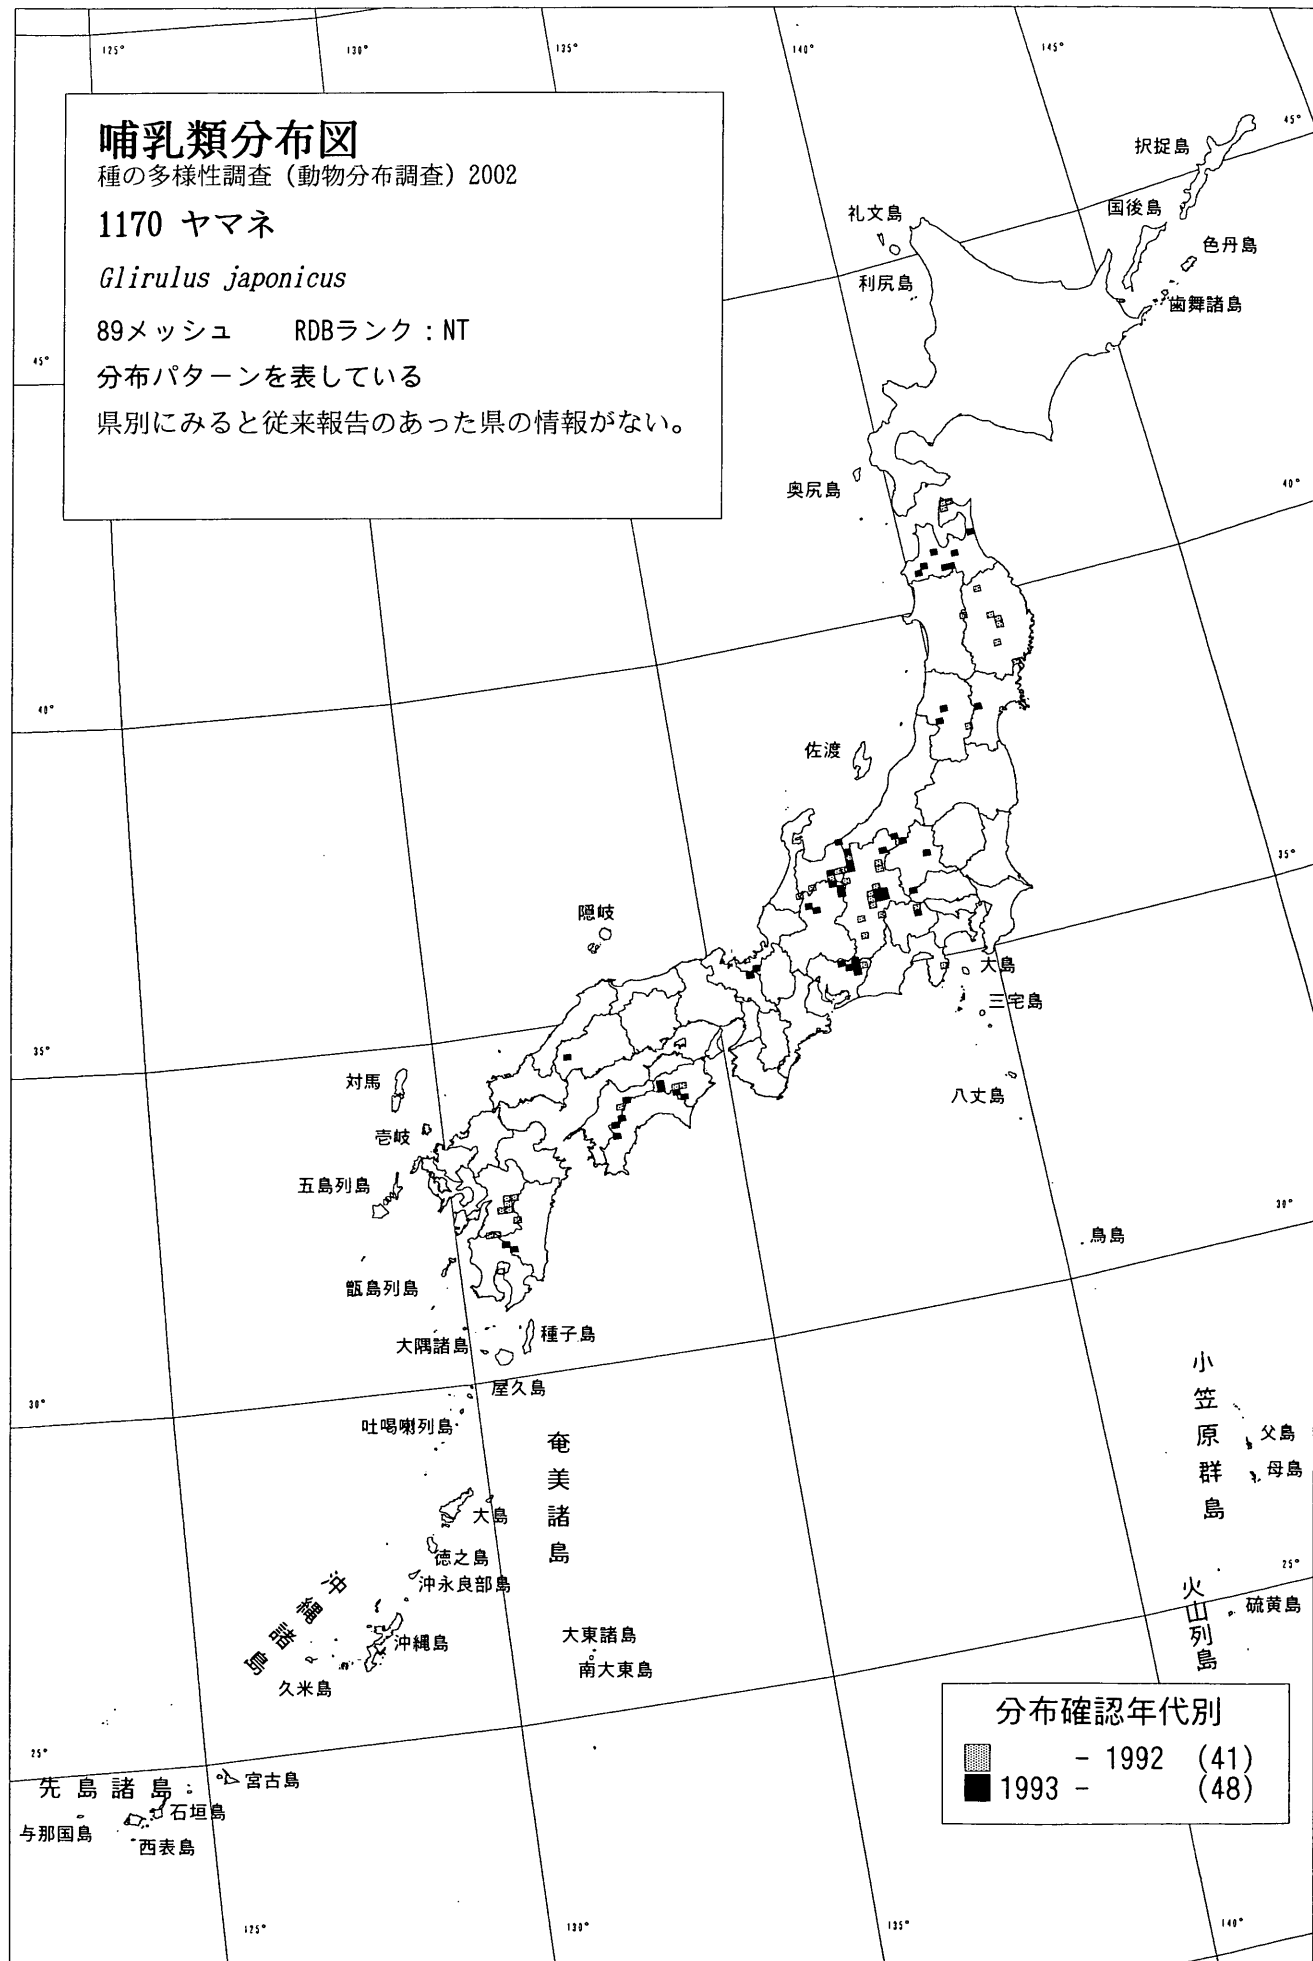 125°
130°
135°
140°
145°
哺乳類分布図
種の多様性調査（動物分布調査）2002
1170 ヤマネ
Glirulus japonicus
89メッシュ RDBランク：NT
分布パターンを表している
県別にみると従来報告のあった県の情報がない。
45°
択捉島
国後島
色丹島
歯舞諸島
礼文島
利尻島
45°
奥尻島
40°
40°
佐渡
35°
隠岐
大島
三宅島
八丈島
35°
対馬
壱岐
五島列島
甑島列島
30°
鳥島
大隅諸島
種子島
屋久島
30°
吐喝喇列島
奄美諸島
大島
徳之島
沖永良部島
沖縄諸島
沖縄島
久米島
大東諸島
南大東島
小笠原群島
父島
母島
25°
火山列島
硫黄島
25°
先島諸島
宮古島
石垣島
与那国島
西表島
分布確認年代別
- 1992 (41)
1993 - (48)
125°
130°
135°
140°